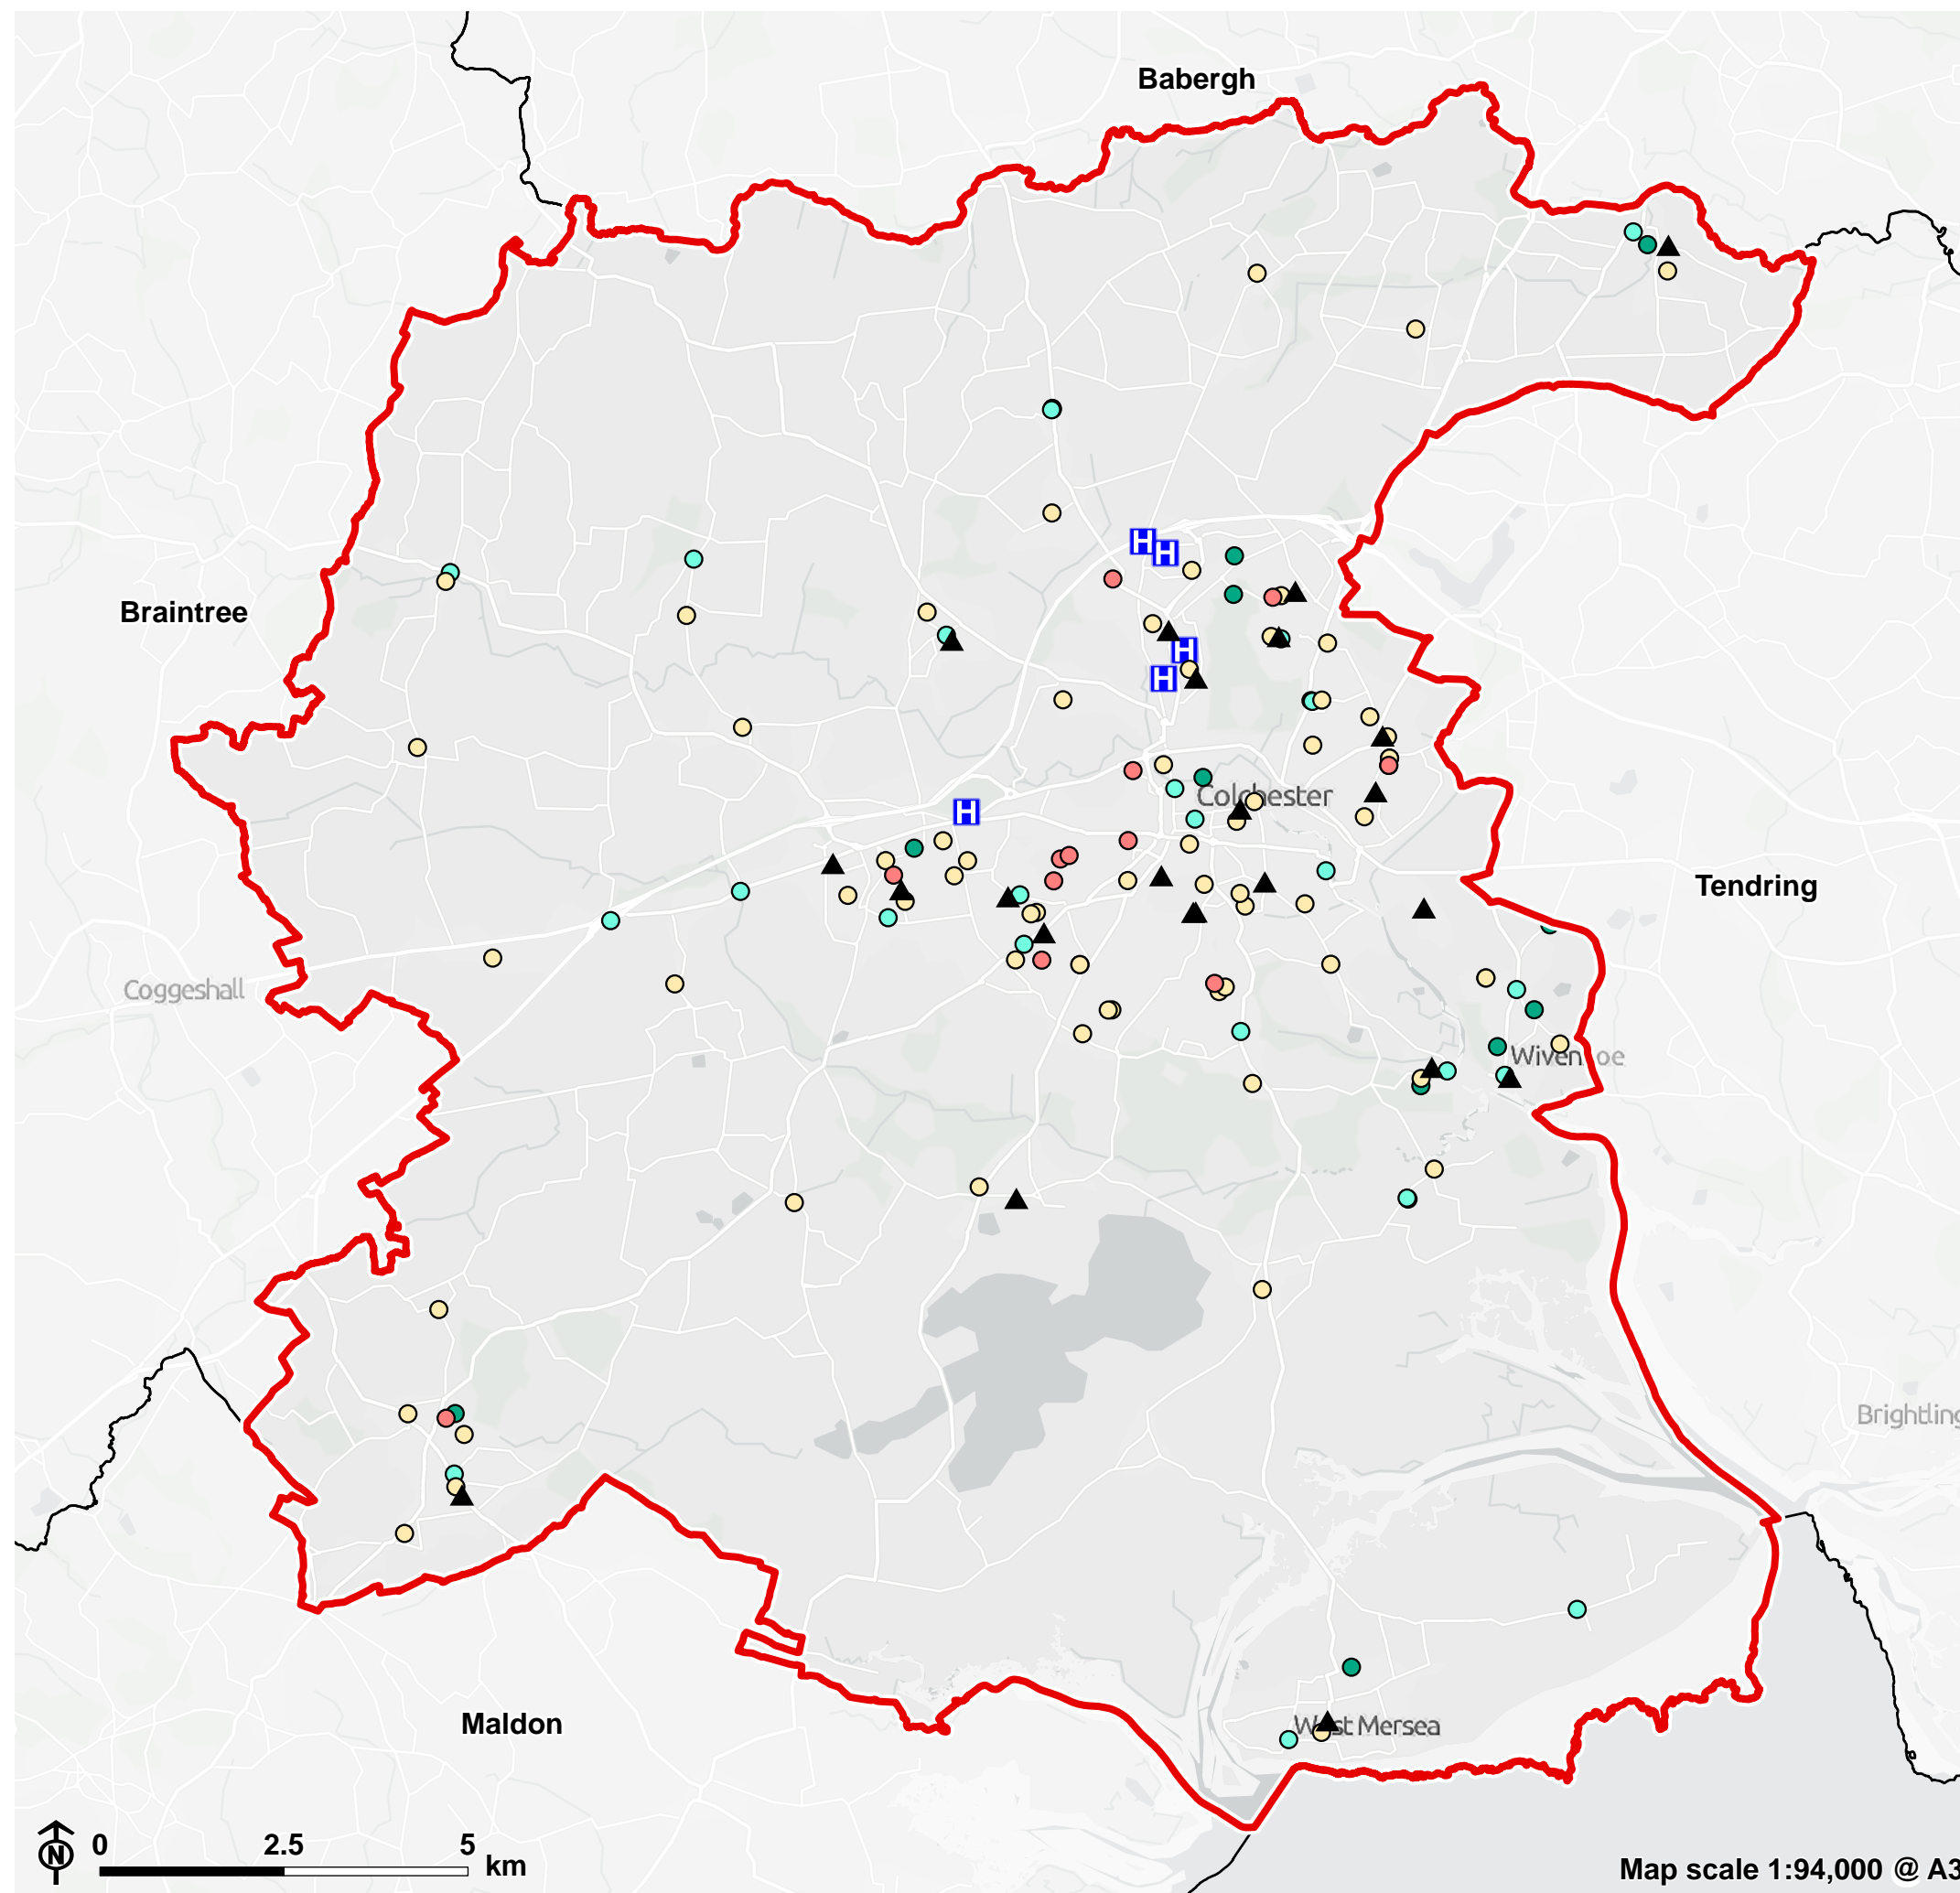 Babergh
H
H
Braintree
H
H
Colchester
H
Tendring
Coggeshall
Wivenhoe
Brightling
Maldon
West Mersea
N
0 2.5 5 km
Map scale 1:94,000 @ A3